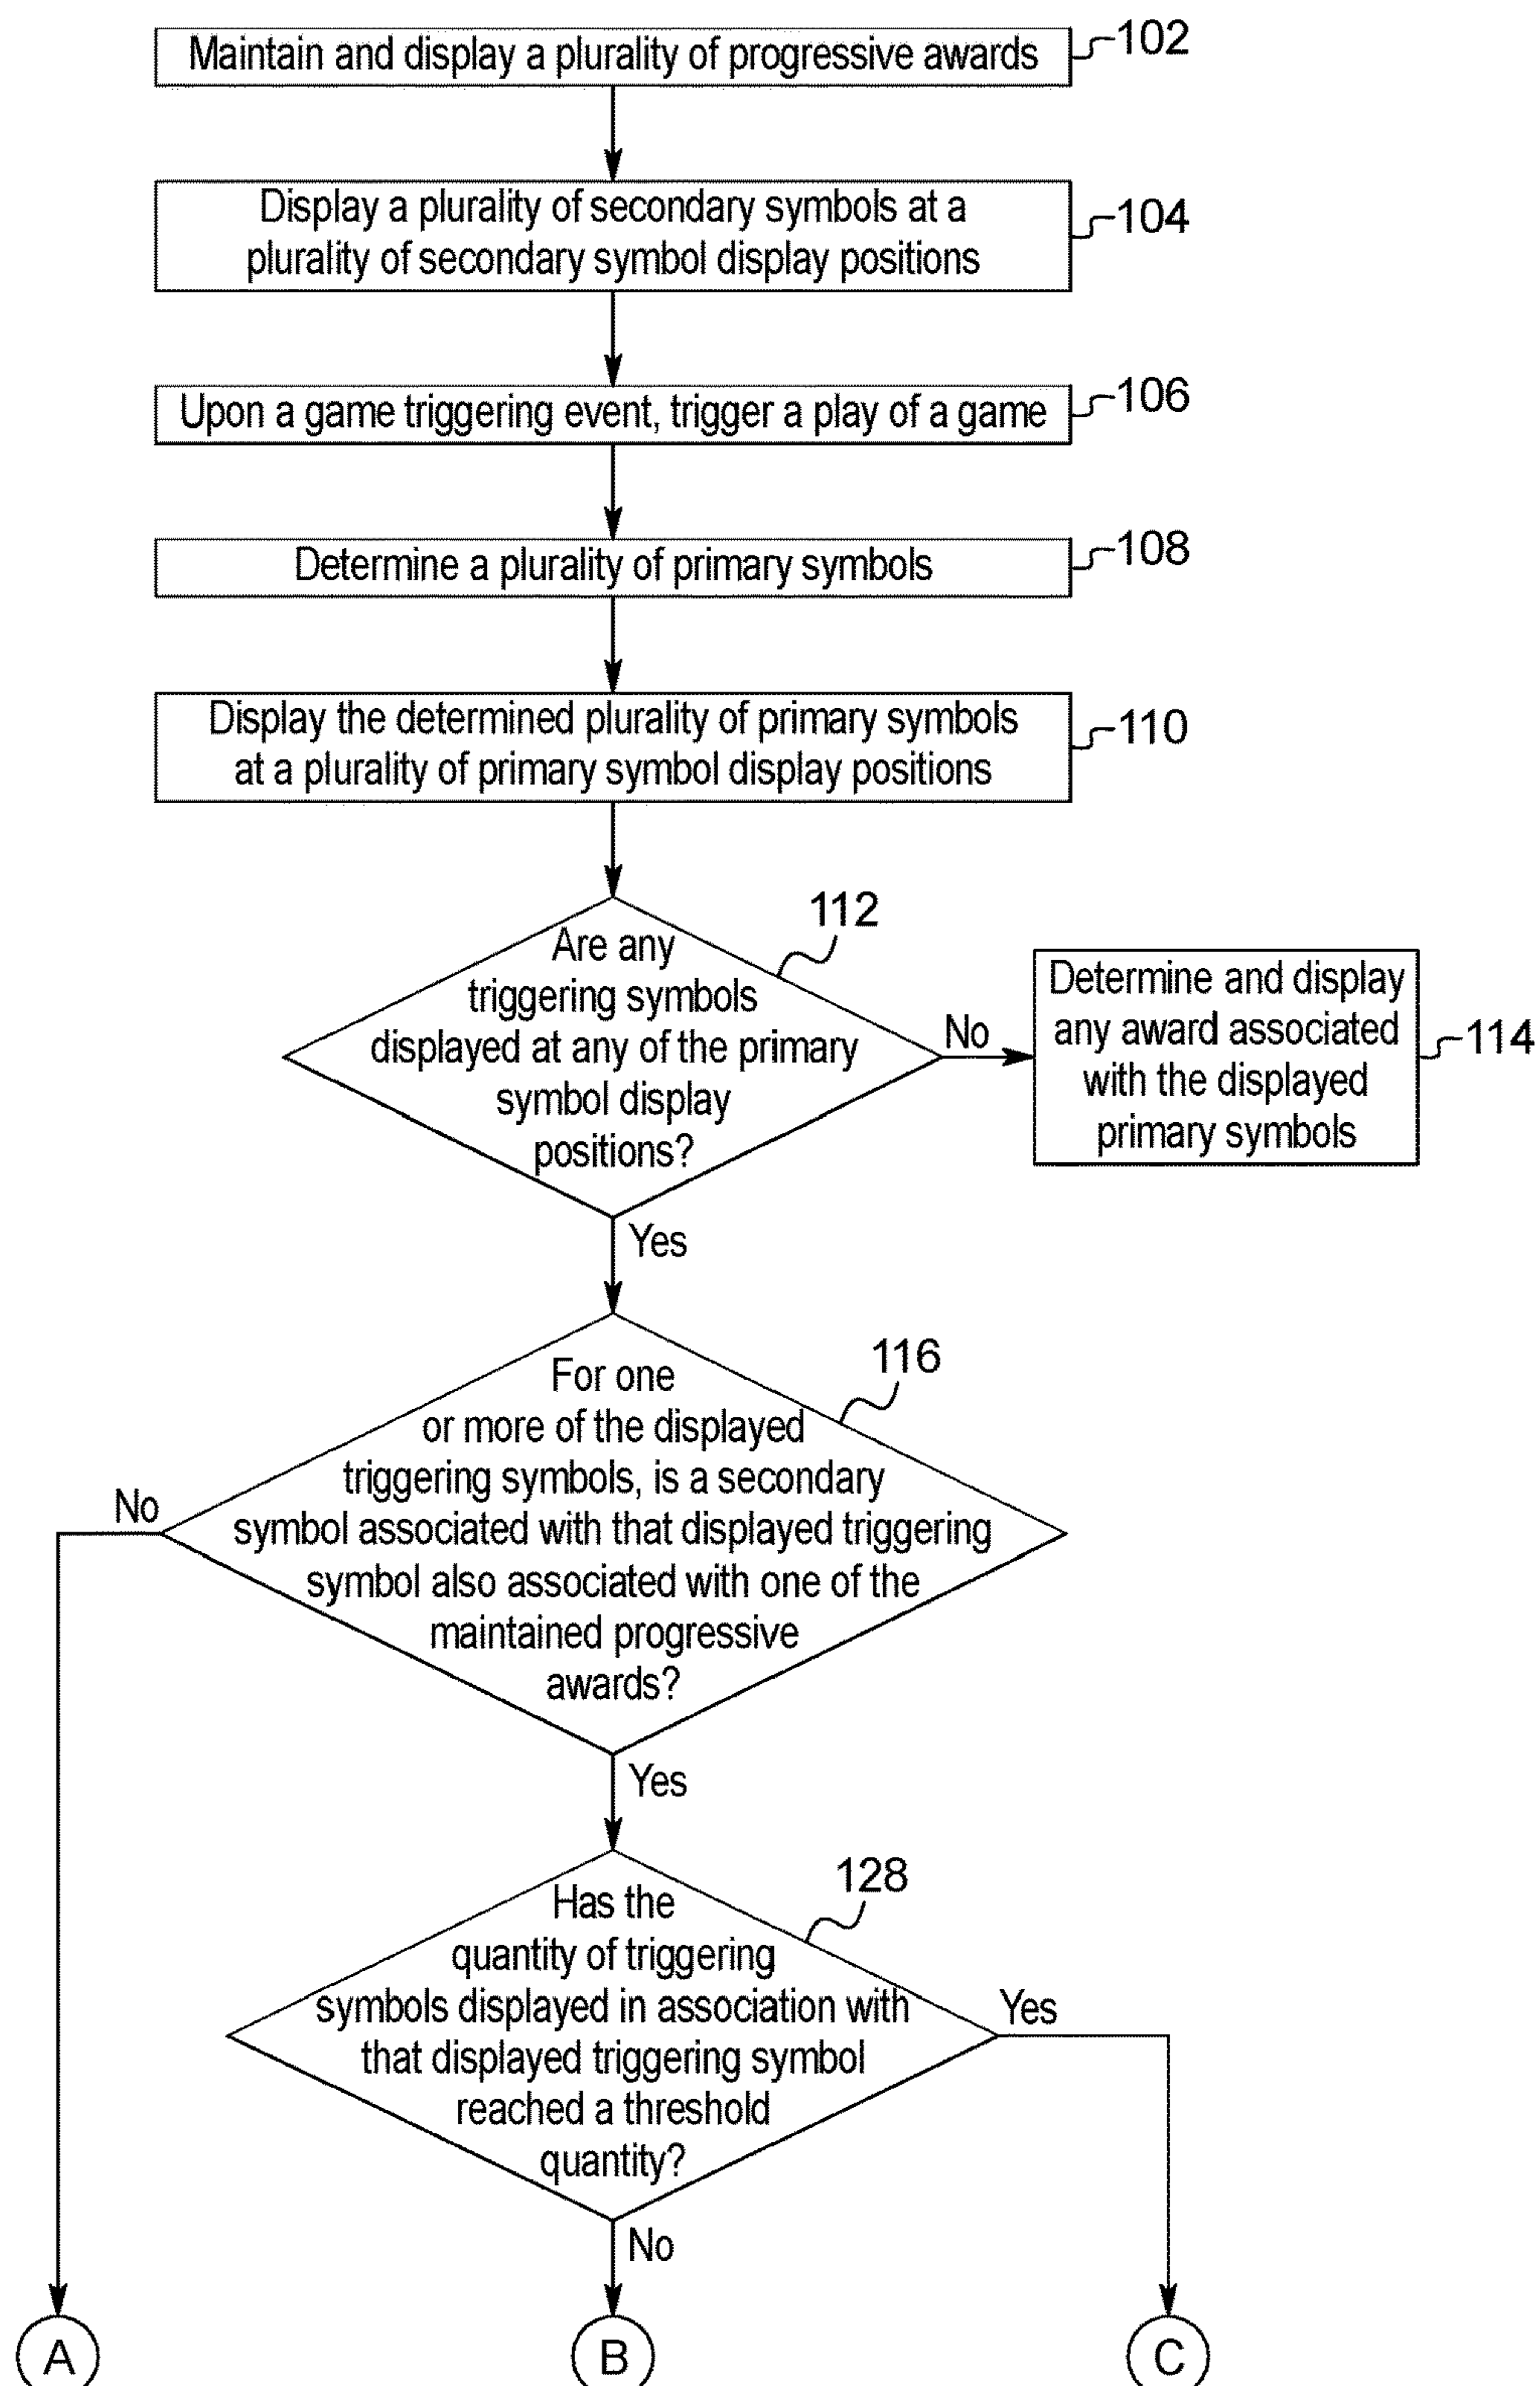 Maintain and display a plurality of progressive awards
102
Display a plurality of secondary symbols at a
plurality of secondary symbol display positions
104
Upon a game triggering event, trigger a play of a game
106
Determine a plurality of primary symbols
108
Display the determined plurality of primary symbols
at a plurality of primary symbol display positions
110
112
Are any
triggering symbols
displayed at any of the primary
symbol display
positions?
No
Determine and display
any award associated
with the displayed
primary symbols
114
Yes
116
For one
or more of the displayed
triggering symbols, is a secondary
symbol associated with that displayed triggering
symbol also associated with one of the
maintained progressive
awards?
No
Yes
128
Has the
quantity of triggering
symbols displayed in association with
that displayed triggering symbol
reached a threshold
quantity?
Yes
No
A
B
C